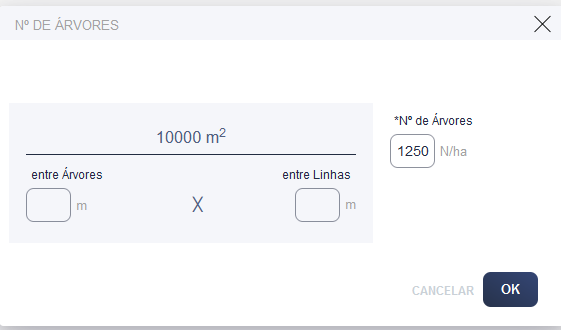 Nº DE ÁRVORES
10000 m²
entre Árvores
entre Linhas
m
X
m
*Nº de Árvores
1250 N/ha
CANCELAR
OK